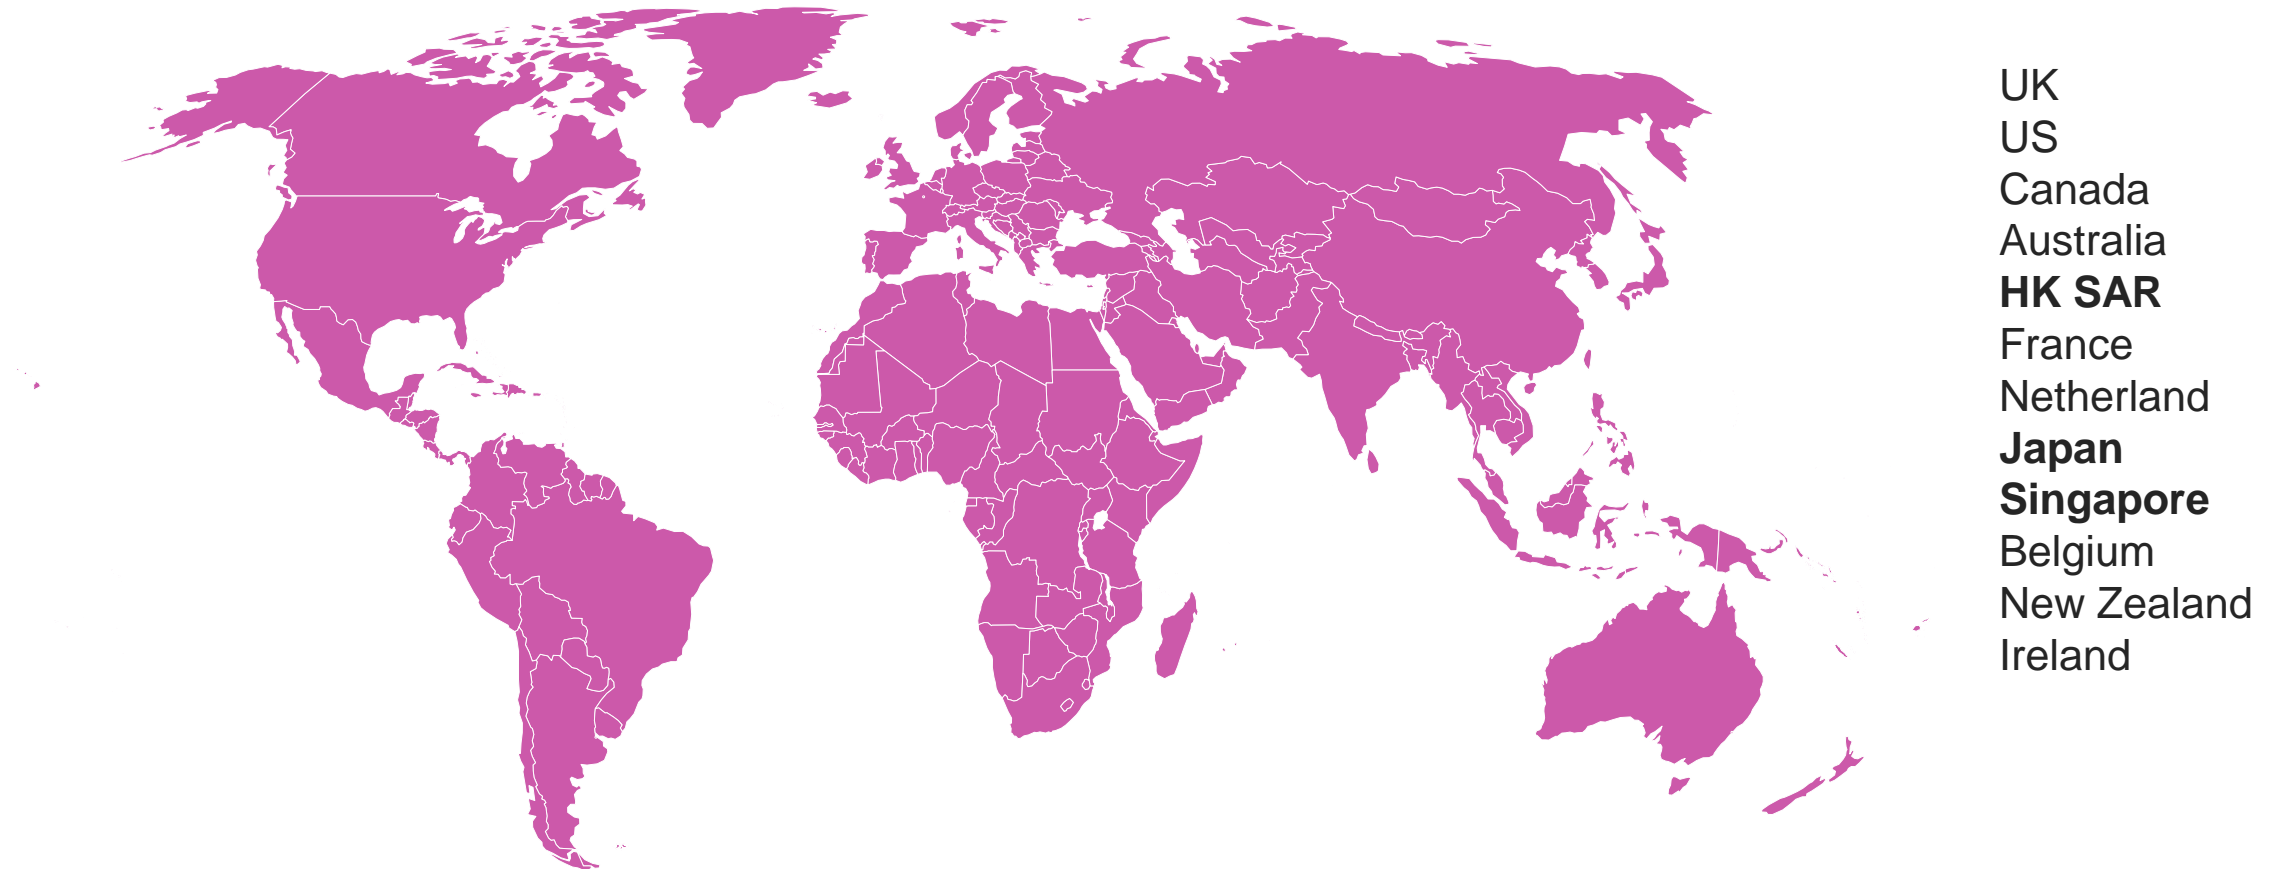 UK
US
Canada
Australia
HK SAR
France
Netherland
Japan
Singapore
Belgium
New Zealand
Ireland